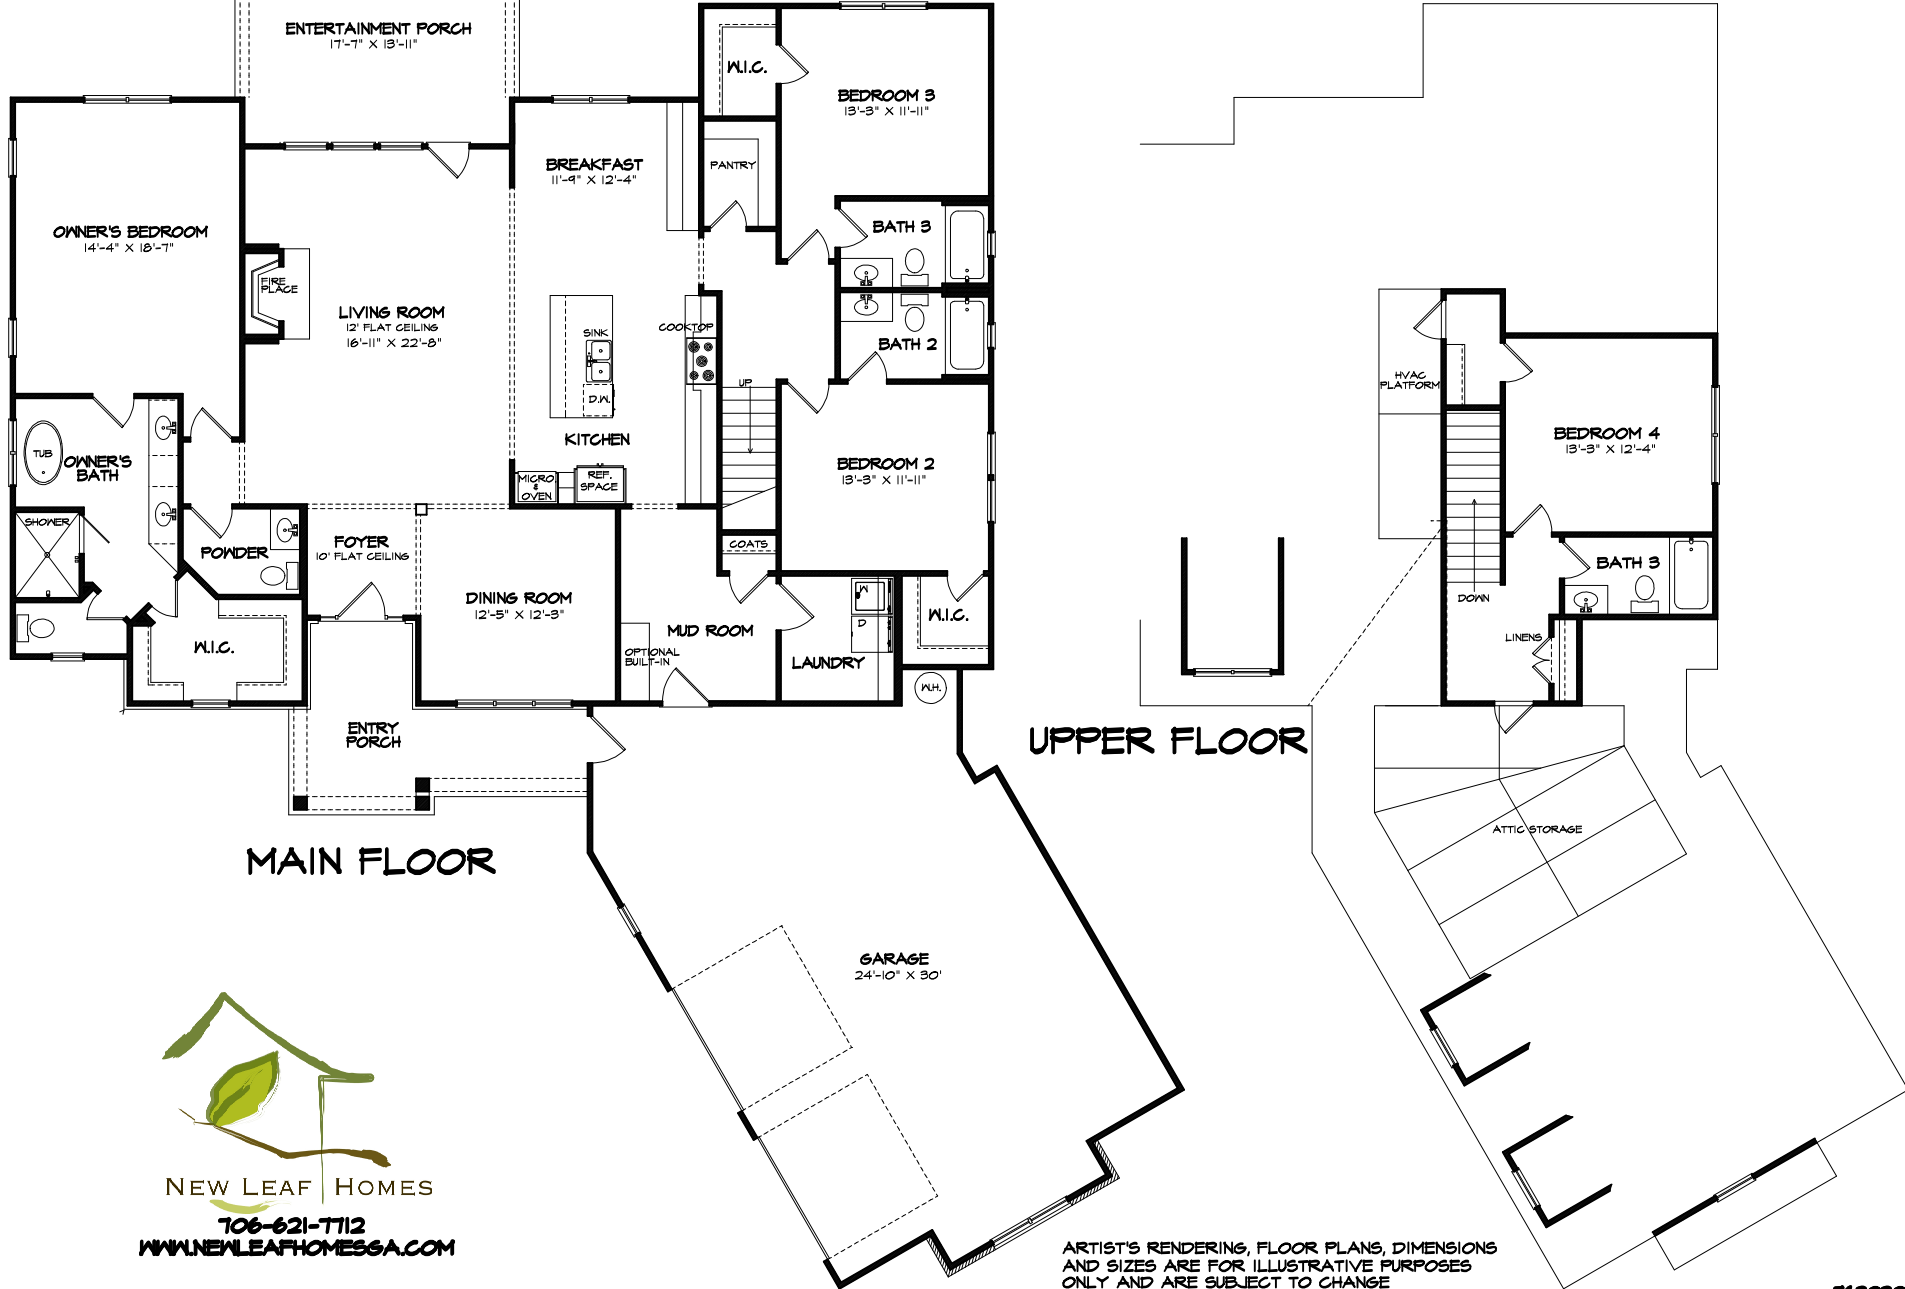 ENTERTAINMENT PORCH
17'-7" X 13'-11"
W.I.C.
BEDROOM 3
13'-3" X 11'-11"
BREAKFAST
11'-9" X 12'-4"
PANTRY
OWNER'S BEDROOM
14'-4" X 18'-7"
BATH 3
FIRE
PLACE
LIVING ROOM
12' FLAT CEILING
16'-11" X 22'-8"
SINK
COOKTOP
BATH 2
D.W.
UP
KITCHEN
TUB
OWNER'S
BATH
MICRO.
&
OVEN
REF.
SPACE
BEDROOM 2
13'-3" X 11'-11"
SHOWER
POWDER
FOYER
10' FLAT CEILING
COATS
DINING ROOM
12'-5" X 12'-3"
W
D
W.I.C.
W.I.C.
MUD ROOM
OPTIONAL
BUILT-IN
LAUNDRY
W.H.
ENTRY
PORCH
MAIN FLOOR
GARAGE
24'-10" X 30'
HVAC
PLATFORM
BEDROOM 4
13'-3" X 12'-4"
BATH 3
DOWN
LINENS
UPPER FLOOR
ATTIC STORAGE
NEW LEAF HOMES
706-621-7712
WWW.NEWLEAFHOMESGA.COM
ARTIST'S RENDERING, FLOOR PLANS, DIMENSIONS
AND SIZES ARE FOR ILLUSTRATIVE PURPOSES
ONLY AND ARE SUBJECT TO CHANGE